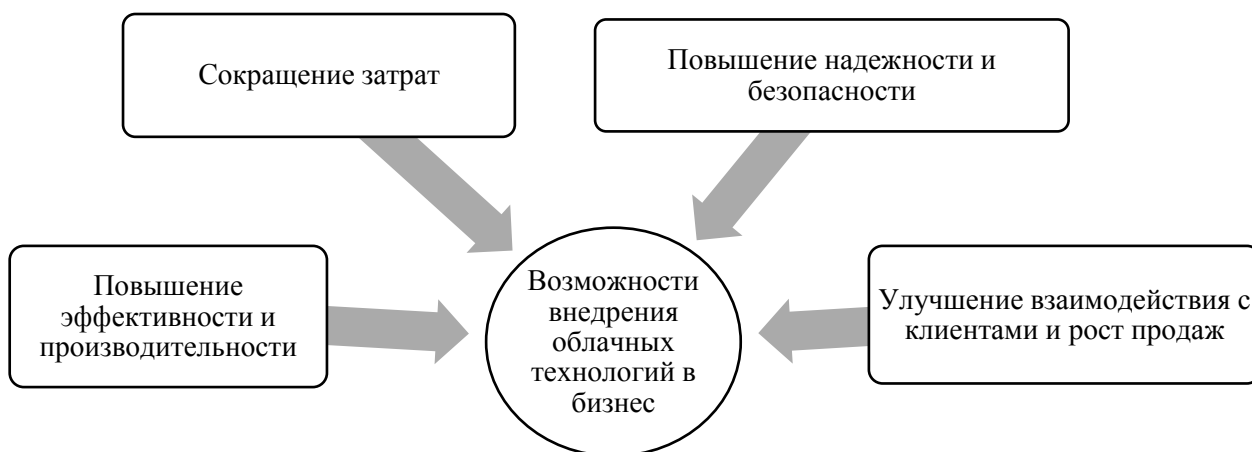 Сокращение затрат
Повышение надежности и
безопасности
Повышение
эффективности и
производительности
Возможности
внедрения
облачных
технологий в
бизнес
Улучшение взаимодействия с
клиентами и рост продаж